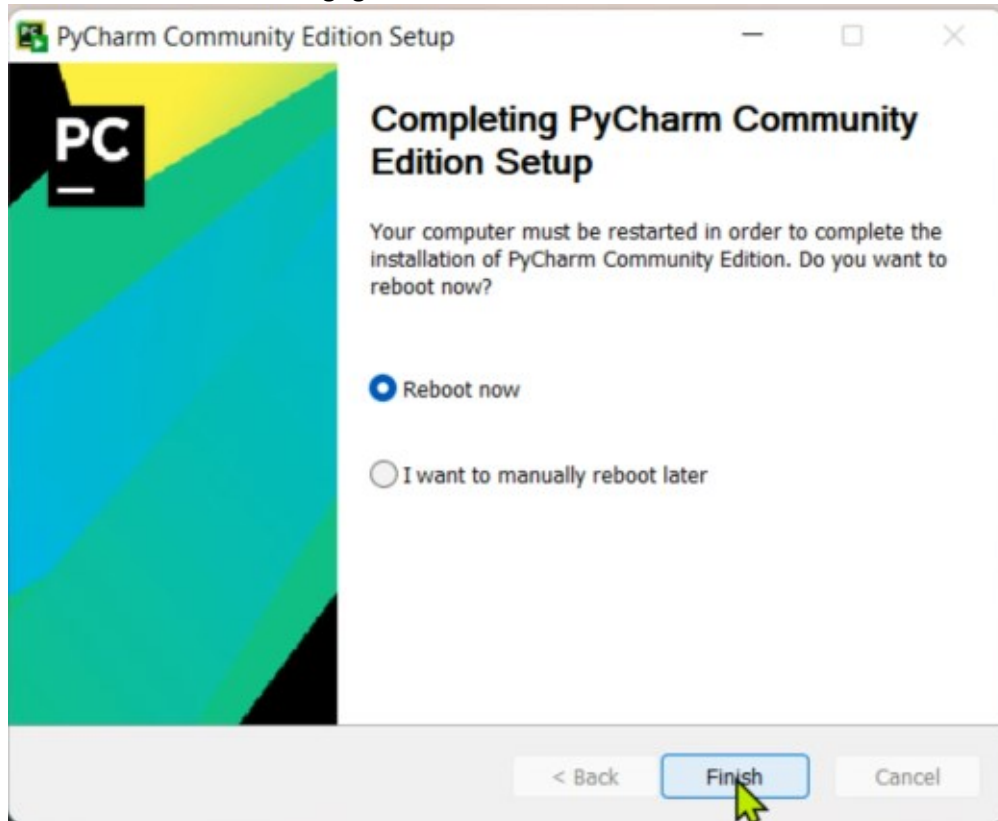 PyCharm Community Edition Setup
PC
Completing PyCharm Community
Edition Setup
Your computer must be restarted in order to complete the
installation of PyCharm Community Edition. Do you want to
reboot now?
Reboot now
I want to manually reboot later
< Back Finish Cancel